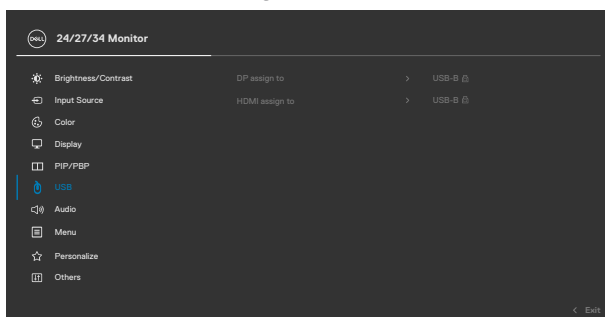 DELL 24/27/34 Monitor
Brightness/Contrast DP assign to > USB-B
Input Source HDMI assign to > USB-B
Color
Display
PIP/PBP
USB
Audio
Menu
Personalize
Others
< Exit